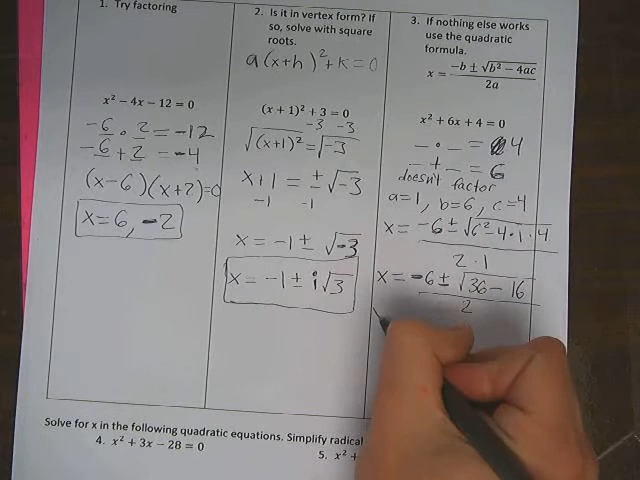 1. Try factoring
x² − 4x − 12 = 0
-6 • 2 = -12
-6 + 2 = -4
(x-6)(x+2)=0
x=6, -2
2. Is it in vertex form? If
so, solve with square
roots.
a(x+h)²+k=0
(x + 1)² + 3 = 0
-3 -3
√(x+1)² = √-3
x+1 = ± √-3
-1 -1
x = -1 ± √-3
x = -1 ± i√3
3. If nothing else works
use the quadratic
formula.
x = (−b ± √b² − 4ac)/2a
x² + 6x + 4 = 0
_ • _ = 4
_ + _ = 6
doesn't factor
a=1, b=6, c=4
x = (-6 ± √6²-4•1•4)/2•1
x = (-6 ± √36-16)/2
Solve for x in the following quadratic equations. Simplify radical
4. x² + 3x − 28 = 0
5. x² +